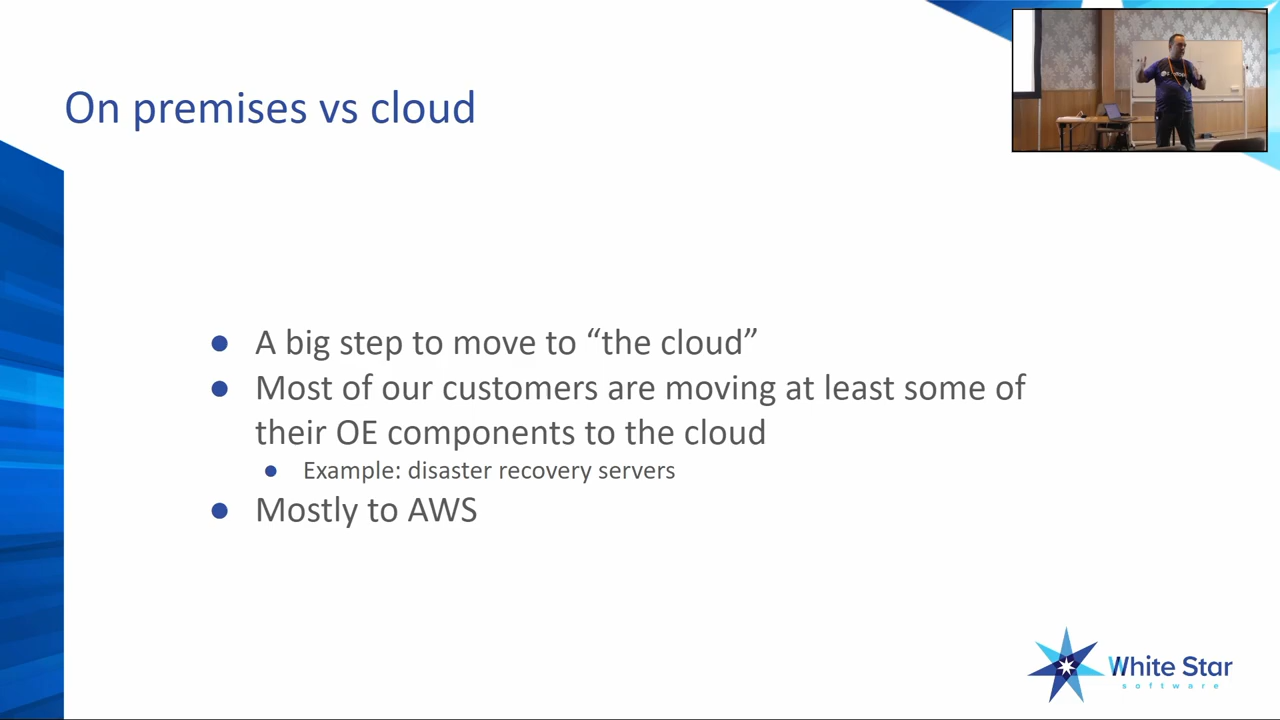 On premises vs cloud
● A big step to move to “the cloud”
● Most of our customers are moving at least some of
their OE components to the cloud
● Example: disaster recovery servers
● Mostly to AWS
White Star
software